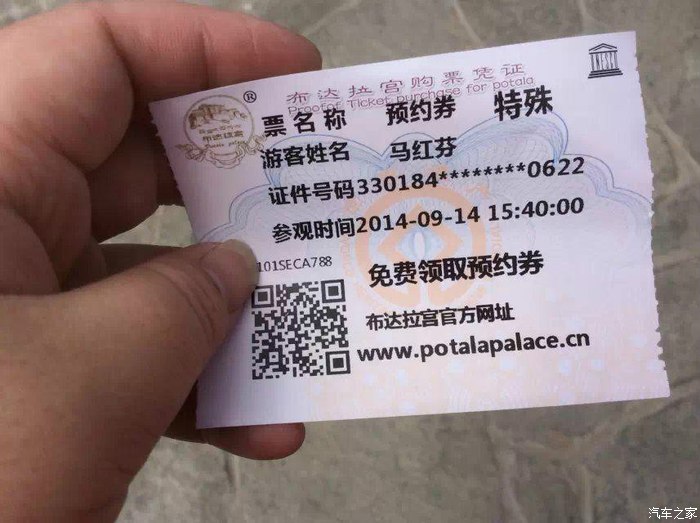 布达拉宫购票凭证
Proof of Ticket purchase for potala
票名称 预约券 特殊
游客姓名 马红芬
证件号码330184********0622
参观时间2014-09-14 15:40:00
101SECA788
免费领取预约券
布达拉宫官方网址
www.potalapalace.cn
汽车之家